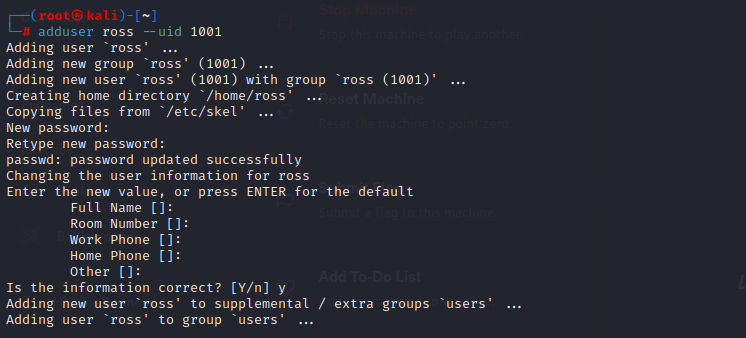 ┌──(root㉿kali)-[~]
└─# adduser ross --uid 1001
Adding user `ross' ...
Adding new group `ross' (1001) ...
Adding new user `ross' (1001) with group `ross (1001)' ...
Creating home directory `/home/ross' ...
Copying files from `/etc/skel' ...
New password:
Retype new password:
passwd: password updated successfully
Changing the user information for ross
Enter the new value, or press ENTER for the default
Full Name []:
Room Number []:
Work Phone []:
Home Phone []:
Other []:
Is the information correct? [Y/n] y
Adding new user `ross' to supplemental / extra groups `users' ...
Adding user `ross' to group `users' ...
Stop Machine
Stop this machine to play another.
Reset Machine
Reset the machine to point zero.
Submit a flag to this machine.
Add To-Do List